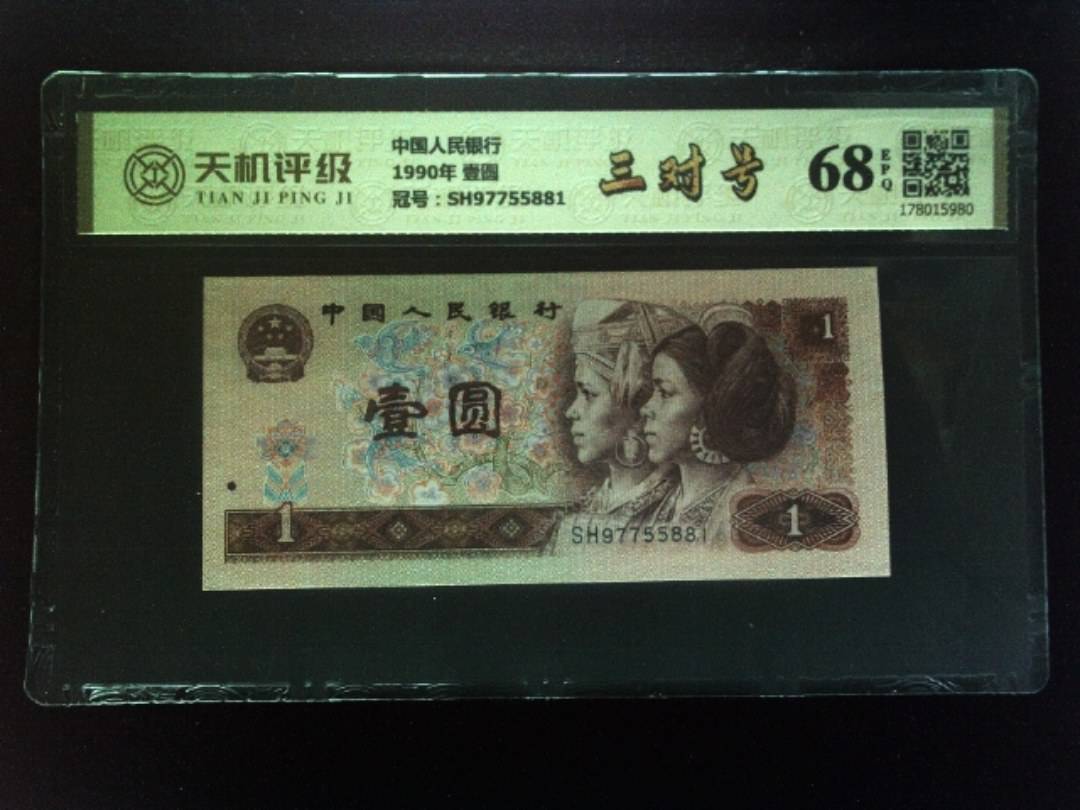 天机评级
TIAN JI PING JI
中国人民银行
1990年 壹圆
冠号：SH97755881
三对号
68
EPQ
178015980
中国人民银行
1
壹圆
1
SH97755881
1